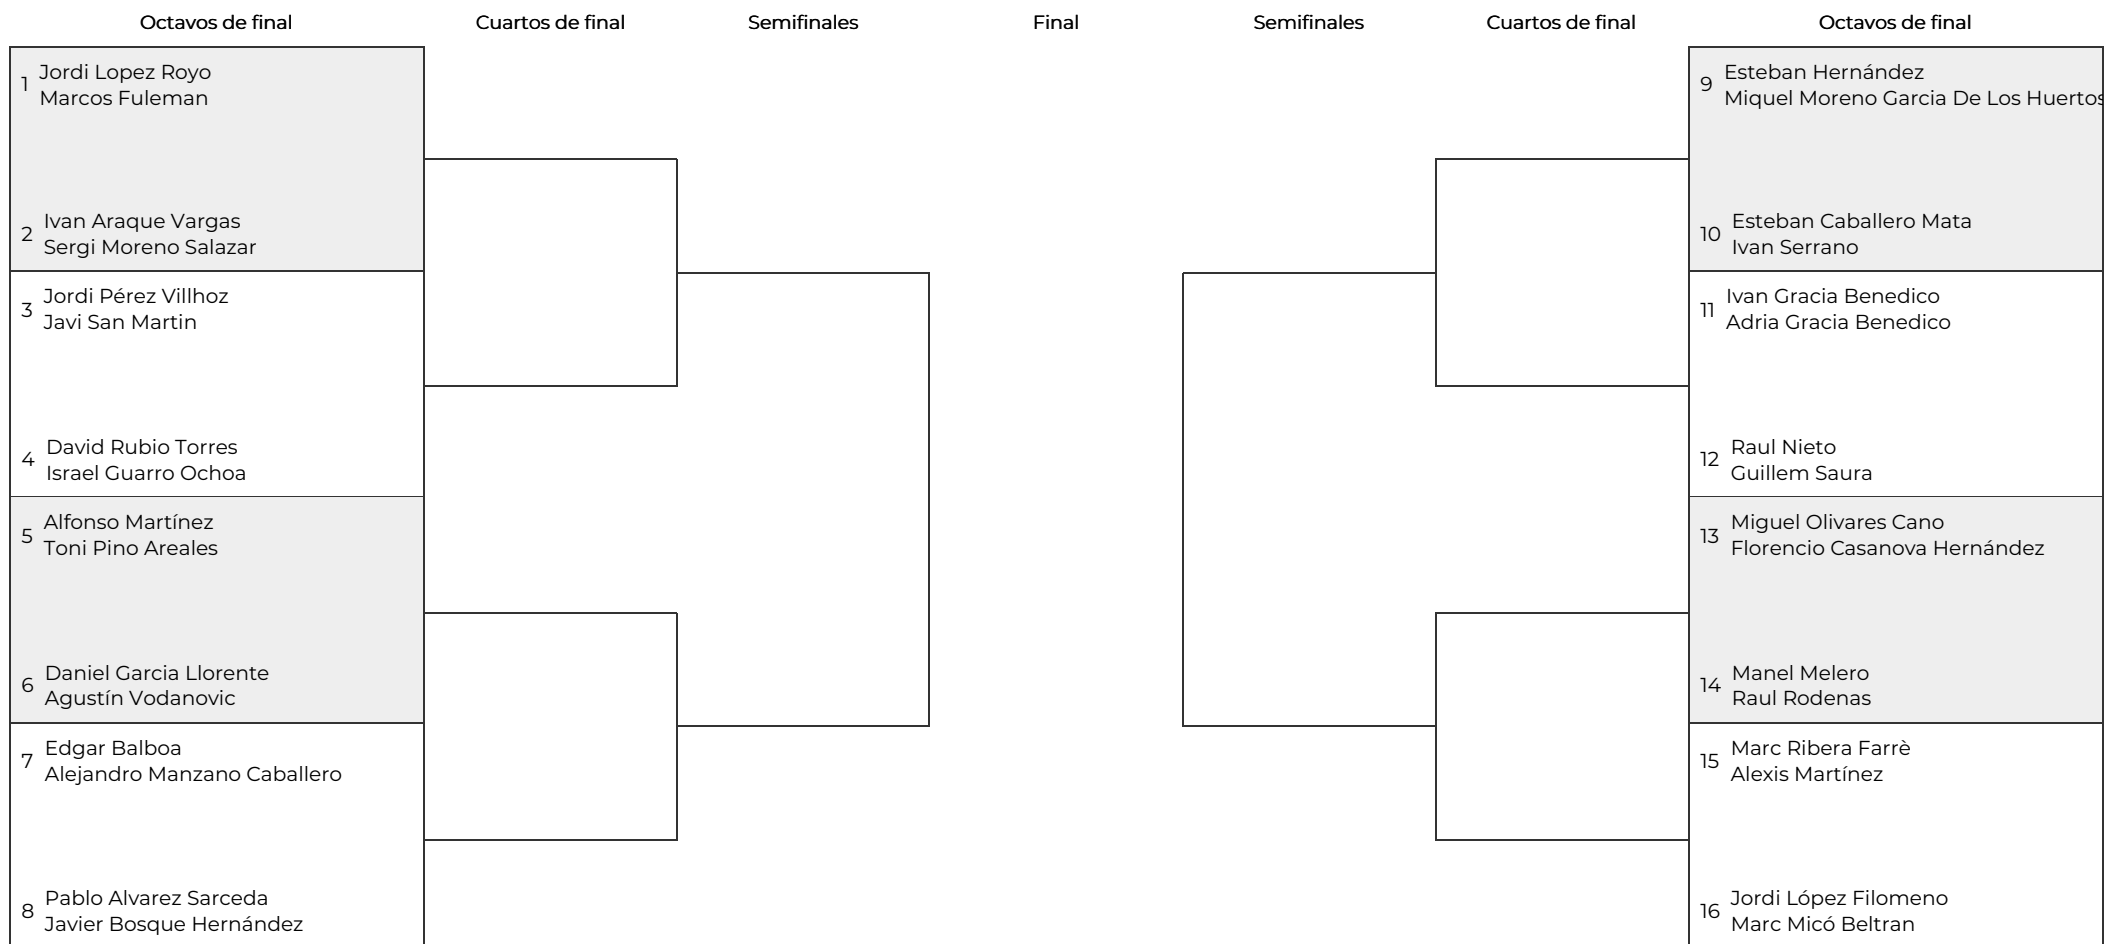 Octavos de final
Cuartos de final
Semifinales
Final
Semifinales
Cuartos de final
Octavos de final
1
Jordi Lopez Royo
Marcos Fuleman
2
Ivan Araque Vargas
Sergi Moreno Salazar
3
Jordi Pérez Villhoz
Javi San Martin
4
David Rubio Torres
Israel Guarro Ochoa
5
Alfonso Martínez
Toni Pino Areales
6
Daniel Garcia Llorente
Agustín Vodanovic
7
Edgar Balboa
Alejandro Manzano Caballero
8
Pablo Alvarez Sarceda
Javier Bosque Hernández
9
Esteban Hernández
Miquel Moreno Garcia De Los Huertos
10
Esteban Caballero Mata
Ivan Serrano
11
Ivan Gracia Benedico
Adria Gracia Benedico
12
Raul Nieto
Guillem Saura
13
Miguel Olivares Cano
Florencio Casanova Hernández
14
Manel Melero
Raul Rodenas
15
Marc Ribera Farrè
Alexis Martínez
16
Jordi López Filomeno
Marc Micó Beltran